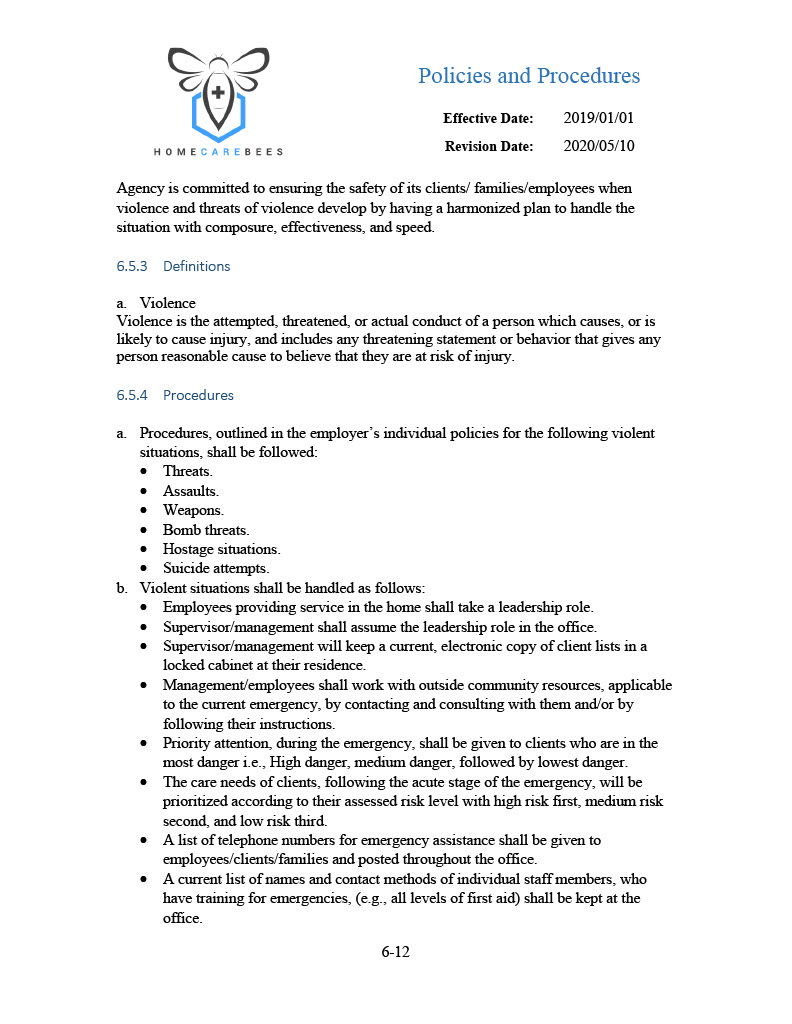 Policies and Procedures
Effective Date: 2019/01/01
Revision Date: 2020/05/10
HOMECAREBEES
Agency is committed to ensuring the safety of its clients/ families/employees when
violence and threats of violence develop by having a harmonized plan to handle the
situation with composure, effectiveness, and speed.
6.5.3 Definitions
a. Violence
Violence is the attempted, threatened, or actual conduct of a person which causes, or is
likely to cause injury, and includes any threatening statement or behavior that gives any
person reasonable cause to believe that they are at risk of injury.
6.5.4 Procedures
a. Procedures, outlined in the employer’s individual policies for the following violent
situations, shall be followed:
• Threats.
• Assaults.
• Weapons.
• Bomb threats.
• Hostage situations.
• Suicide attempts.
b. Violent situations shall be handled as follows:
• Employees providing service in the home shall take a leadership role.
• Supervisor/management shall assume the leadership role in the office.
• Supervisor/management will keep a current, electronic copy of client lists in a
locked cabinet at their residence.
• Management/employees shall work with outside community resources, applicable
to the current emergency, by contacting and consulting with them and/or by
following their instructions.
• Priority attention, during the emergency, shall be given to clients who are in the
most danger i.e., High danger, medium danger, followed by lowest danger.
• The care needs of clients, following the acute stage of the emergency, will be
prioritized according to their assessed risk level with high risk first, medium risk
second, and low risk third.
• A list of telephone numbers for emergency assistance shall be given to
employees/clients/families and posted throughout the office.
• A current list of names and contact methods of individual staff members, who
have training for emergencies, (e.g., all levels of first aid) shall be kept at the
office.
6-12